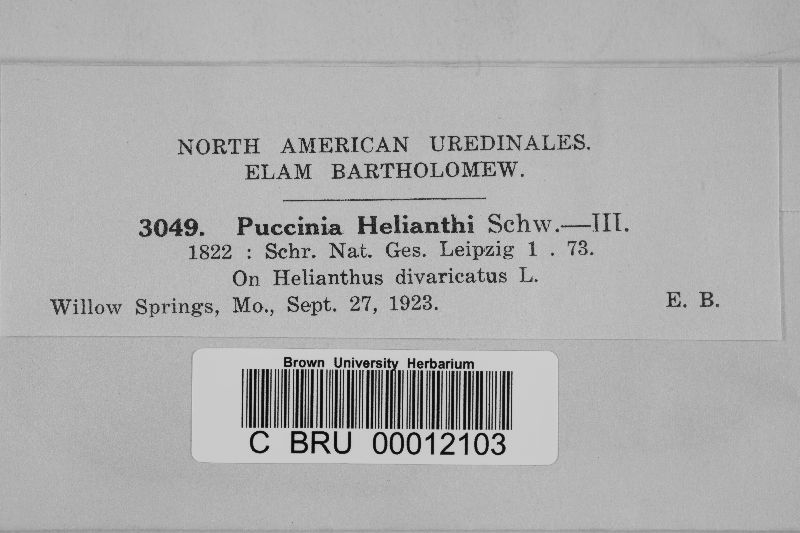 NORTH AMERICAN UREDINALES.
ELAM BARTHOLOMEW.
3049. Puccinia Helianthi Schw.—III.
1822 : Schr. Nat. Ges. Leipzig 1 . 73.
On Helianthus divaricatus L.
Willow Springs, Mo., Sept. 27, 1923. E. B.
Brown University Herbarium
C BRU 00012103